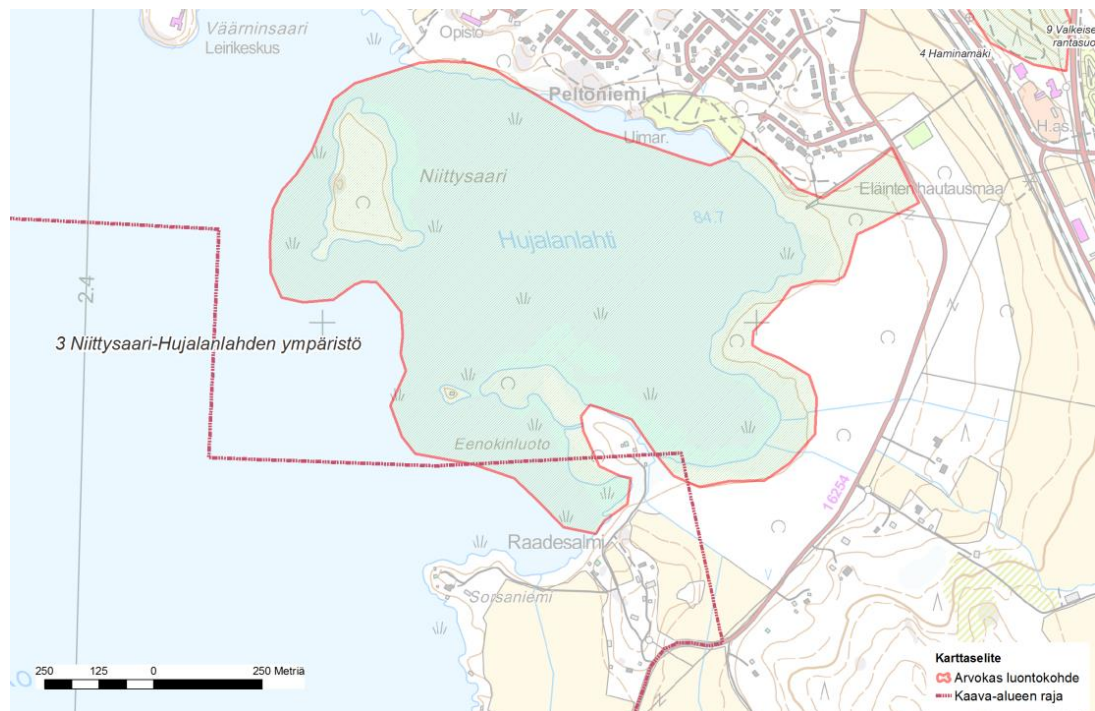 Väärninsaari
Leirikeskus
Opisto
9 Valkeise
rantasuo
4 Haminamäki
Peltoniemi
Uimar.
H.as.
Niittysaari
Eläinten hautausmaa
84.7
Hujalanlahti
2.4
3 Niittysaari-Hujalanlahden ympäristö
Eenokinluoto
16254
Raadesalmi
Sorsaniemi
250 125 0 250 Metriä
Karttaselite
Arvokas luontokohde
Kaava-alueen raja